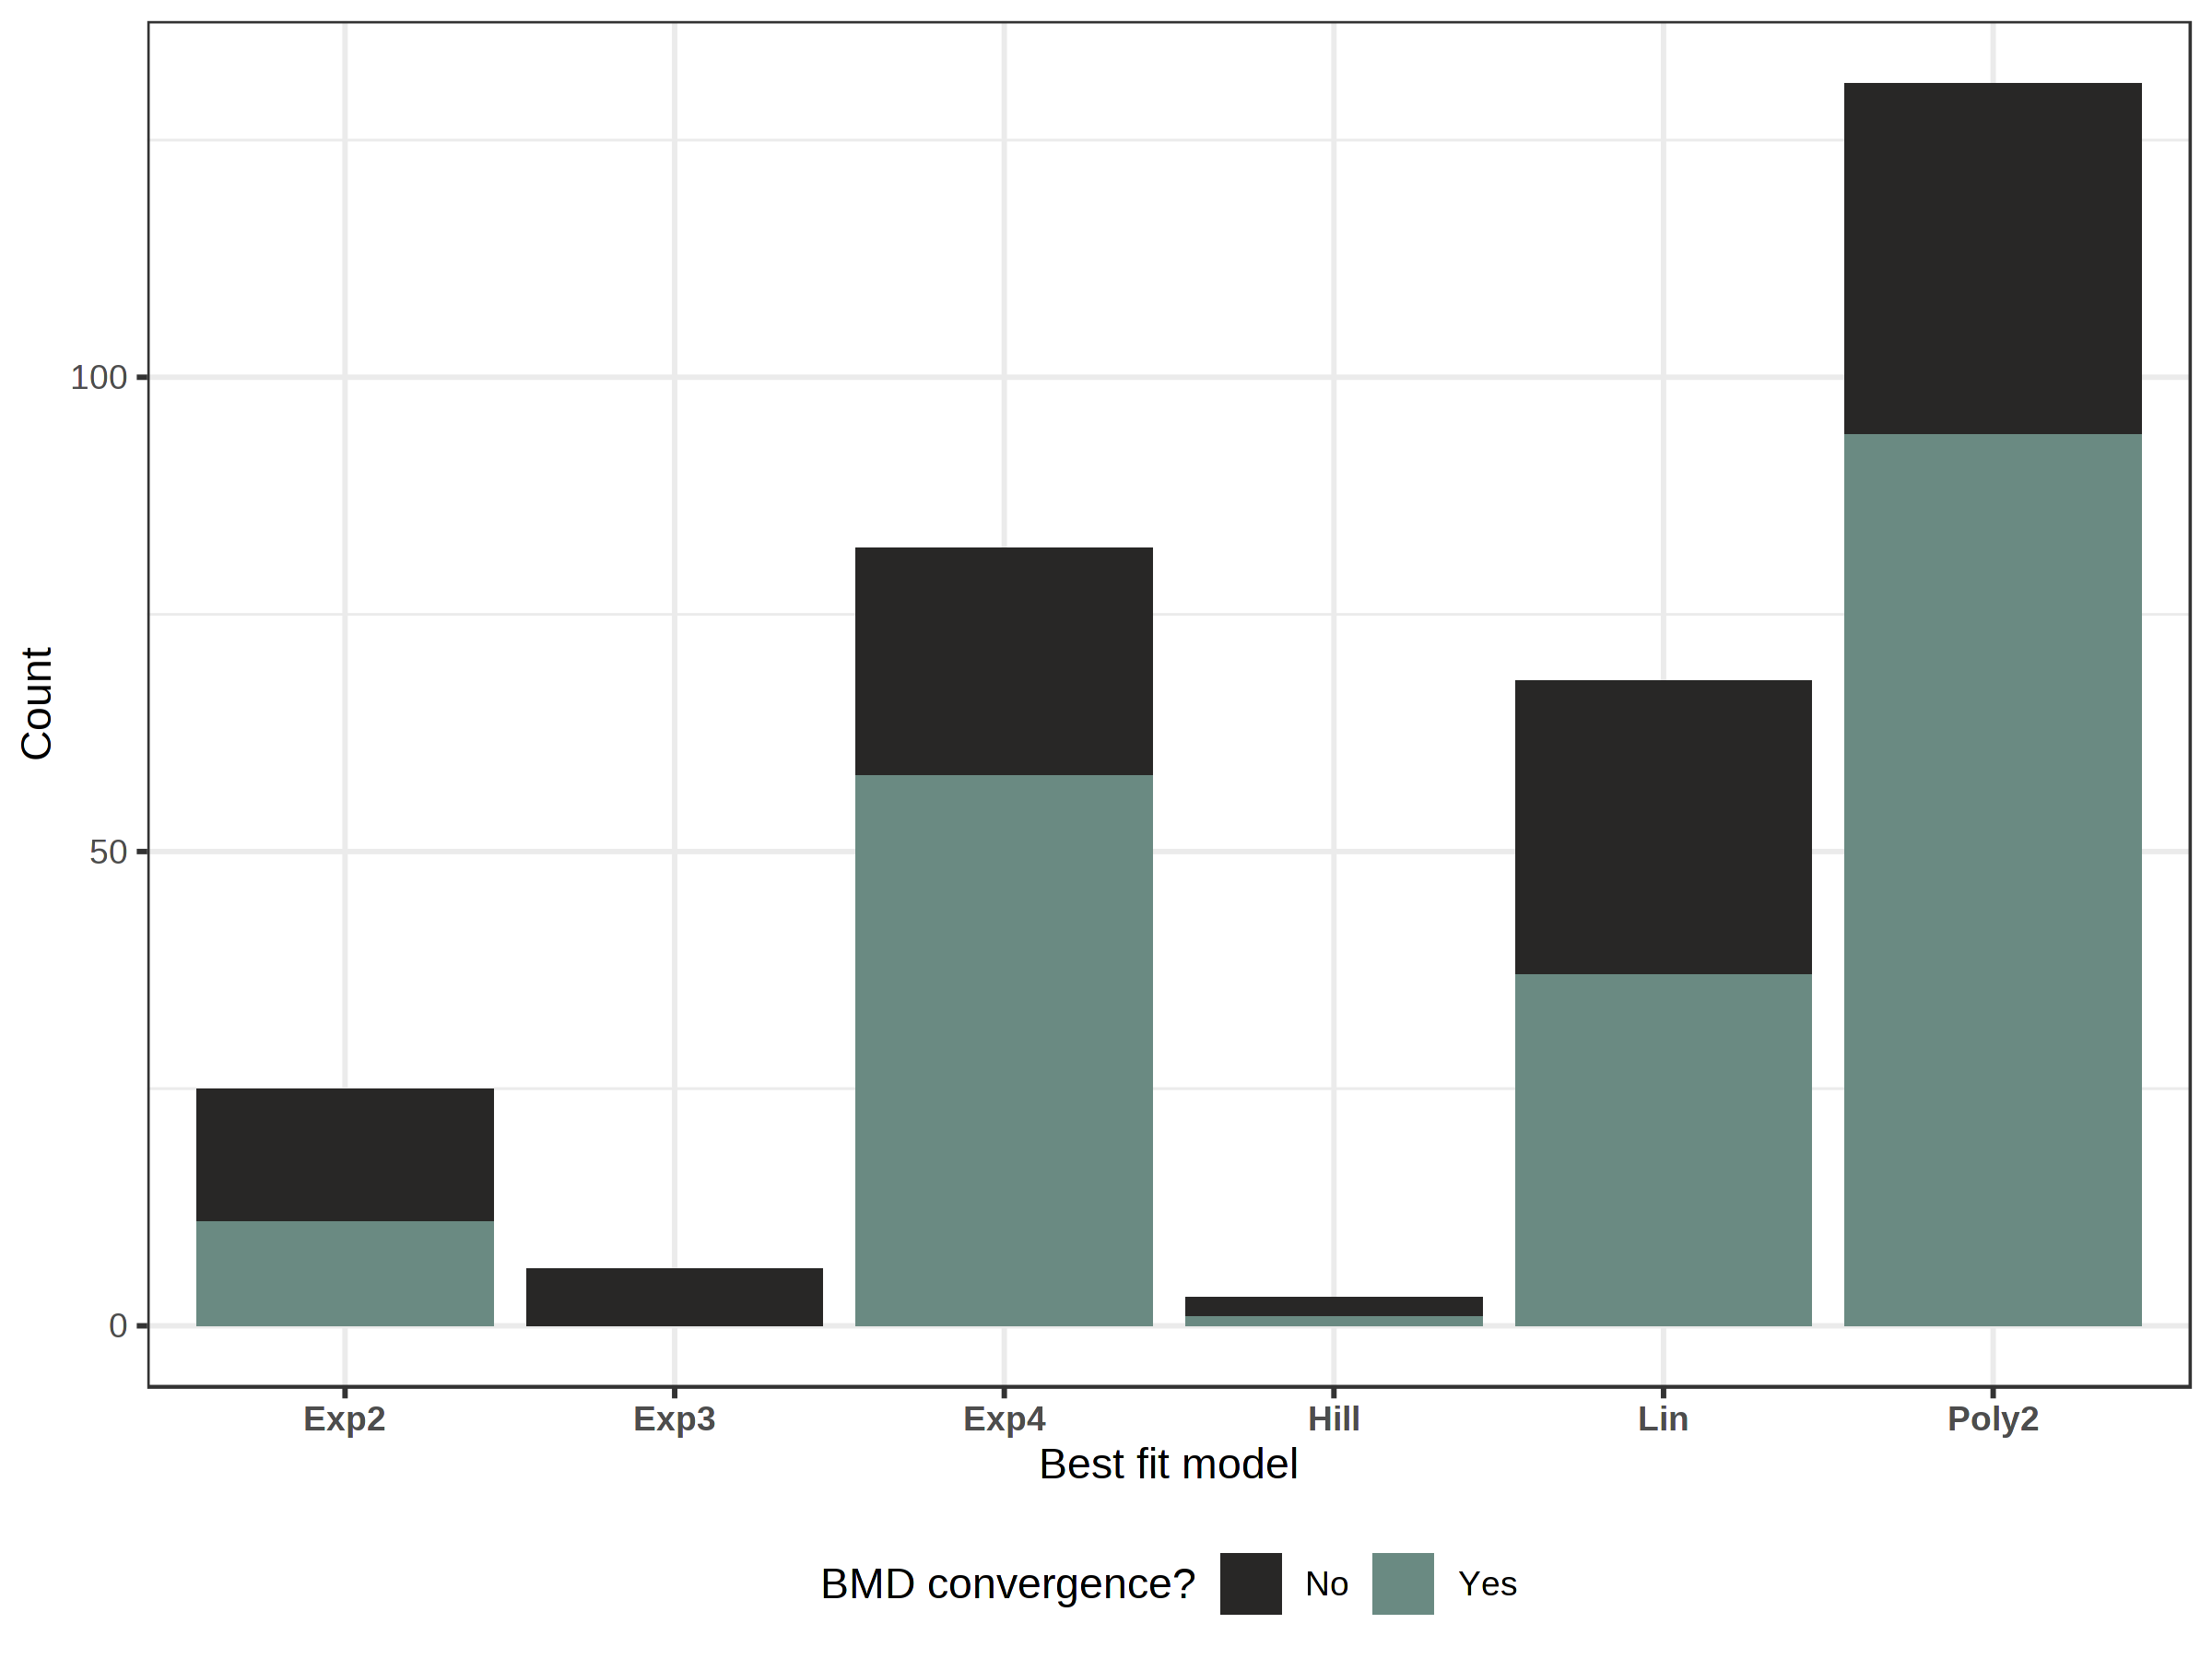 Count
100
50
0
Exp2 Exp3 Exp4 Hill Lin Poly2
Best fit model
BMD convergence? No Yes